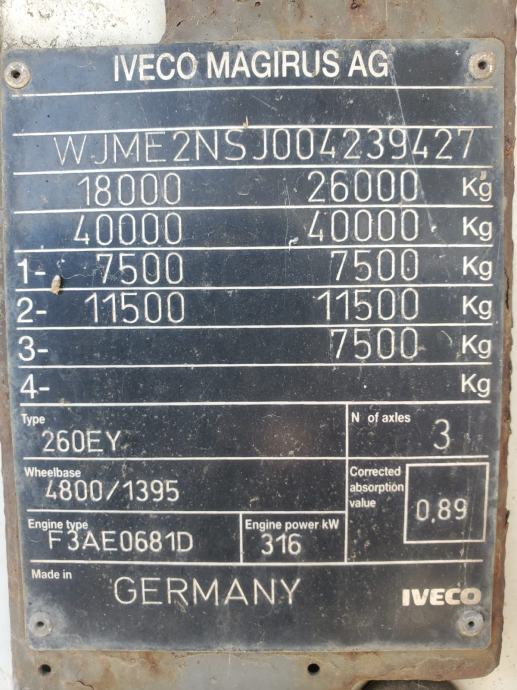 IVECO MAGIRUS AG
WJME2NSJ004239427
18000 26000 Kg
40000 40000 Kg
1- 7500 7500 Kg
2- 11500 11500 Kg
3- 7500 Kg
4- Kg
Type N of axles
260EY 3
Wheelbase Corrected absorption value
4800/1395 0,89
Engine type Engine power kW
F3AE0681D 316
Made in GERMANY IVECO